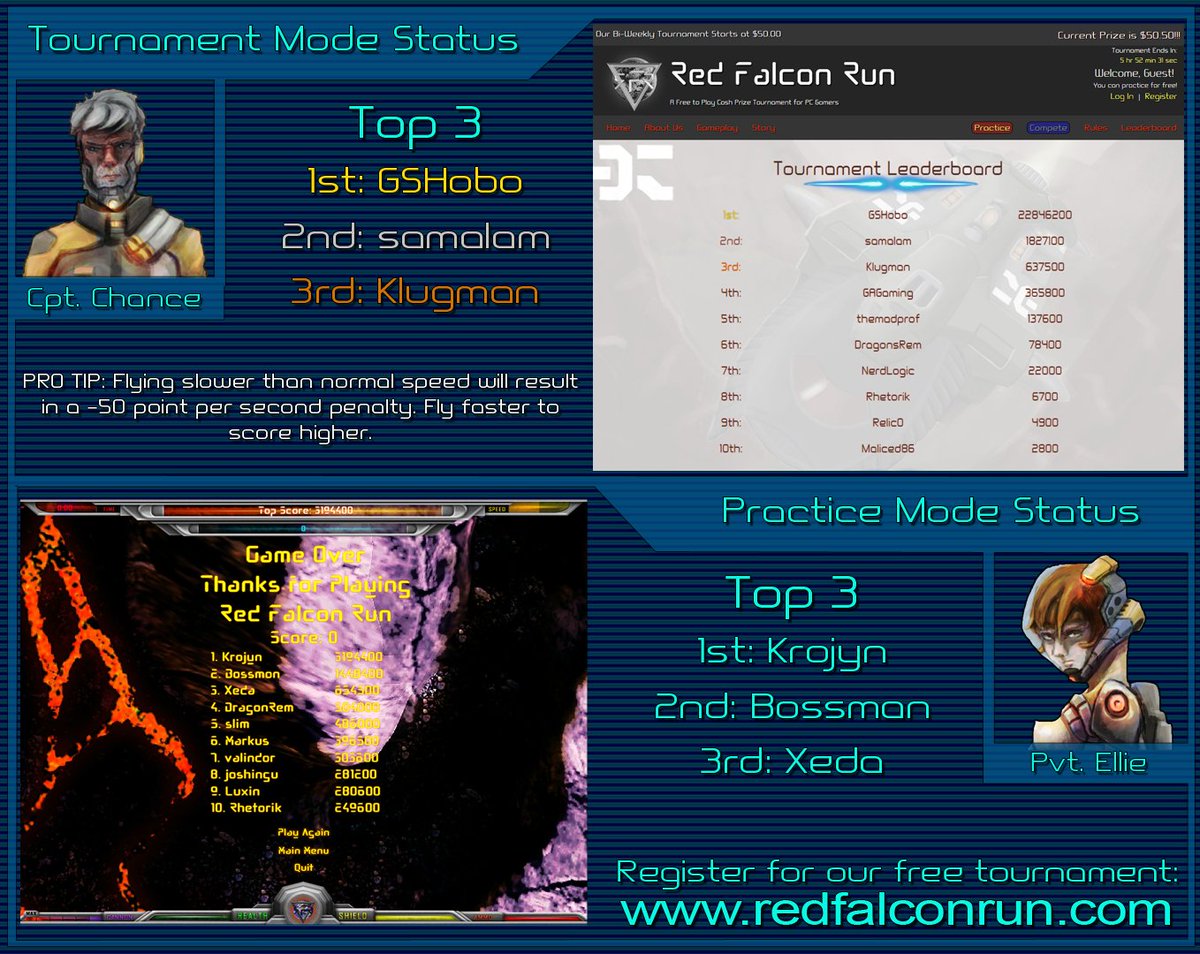 Tournament Mode Status
Cpt. Chance
Top 3
1st: GSHobo
2nd: samalam
3rd: Klugman
PRO TIP: Flying slower than normal speed will result
in a -50 point per second penalty. Fly faster to
score higher.
Our Bi-Weekly Tournament Starts at $50.00
Current Prize is $50.50!!!
Tournament Ends In:
5 hr 52 min 31 sec
Welcome, Guest!
You can practice for free!
Log In | Register
Red Falcon Run
A Free to Play Cash Prize Tournament for PC Gamers
Home About Us Gameplay Story Practice Compete Rules Leaderboard
Tournament Leaderboard
1st: GSHobo 22846200
2nd: samalam 1827100
3rd: Klugman 637500
4th: GAGaming 365800
5th: themadprof 137600
6th: DragonsRem 78400
7th: NerdLogic 22000
8th: Rhetorik 6700
9th: Relic0 4900
10th: Maliced86 2800
TIME
Top Score: 3194400
SPEED
0
Game Over
Thanks for Playing
Red Falcon Run
Score: 0
1. Krojyn 3194400
2. Bossman
3. Xeda
4. DragonRem
5. slim
6. Markus
7. valindor
8. joshingu 281200
9. Luxin 280600
10. Rhetorik 249600
Play Again
Main Menu
Quit
HEALTH
SHIELD
AMMO
Practice Mode Status
Top 3
1st: Krojyn
2nd: Bossman
3rd: Xeda
Pvt. Ellie
Register for our free tournament:
www.redfalconrun.com